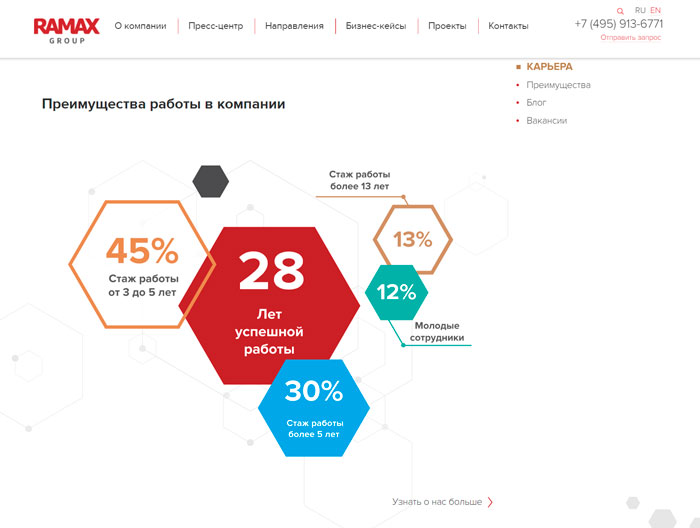 RAMAX
GROUP
О компании
Пресс-центр
Направления
Бизнес-кейсы
Проекты
Контакты
RU EN
+7 (495) 913-6771
Отправить запрос
КАРЬЕРА
Преимущества
Блог
Вакансии
Преимущества работы в компании
45%
Стаж работы
от 3 до 5 лет
28
Лет
успешной
работы
Стаж работы
более 13 лет
13%
12%
Молодые
сотрудники
30%
Стаж работы
более 5 лет
Узнать о нас больше